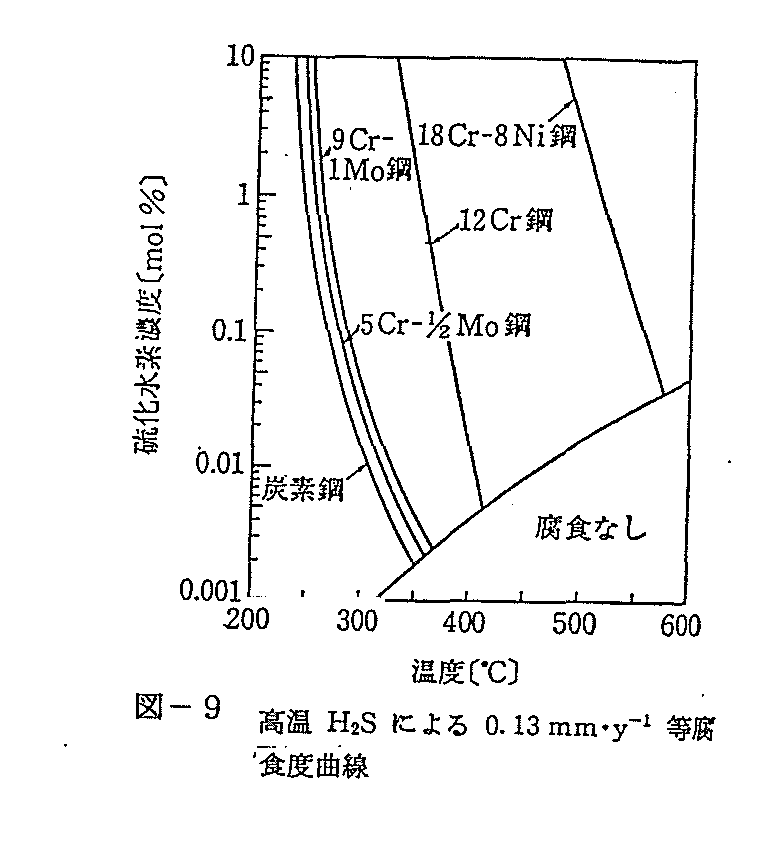 10
1
0.1
0.01
0.001
硫化水素濃度〔mol %〕
9Cr-
1Mo鋼
18Cr-8Ni鋼
12Cr鋼
5Cr-½Mo鋼
炭素鋼
腐食なし
200
300
400
500
600
温度〔℃〕
図－9
高温 H₂S による 0.13 mm·y⁻¹ 等腐
食度曲線